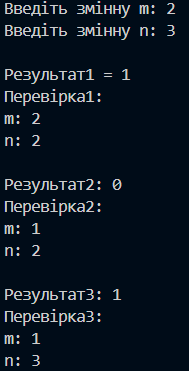 Введіть змінну m: 2
Введіть змінну n: 3
Результат1 = 1
Перевірка1:
m: 2
n: 2
Результат2: 0
Перевірка2:
m: 1
n: 2
Результат3: 1
Перевірка3:
m: 1
n: 3